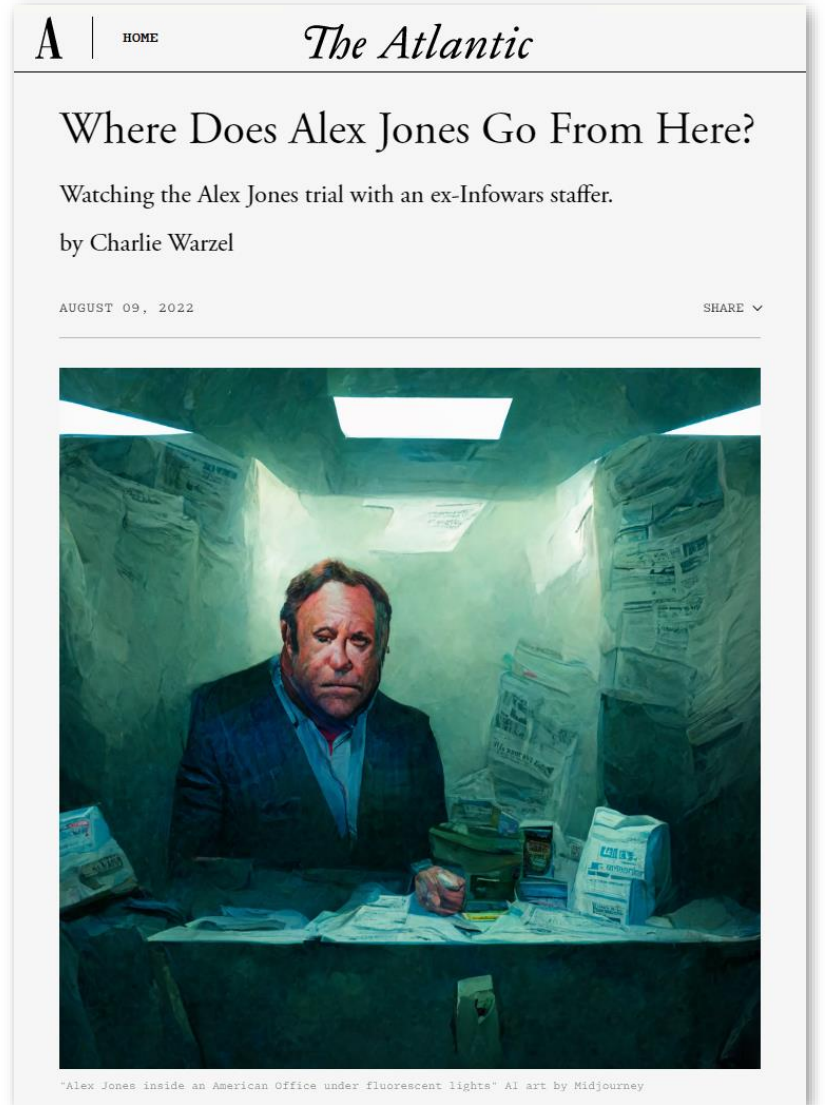 A
HOME
The Atlantic
Where Does Alex Jones Go From Here?
Watching the Alex Jones trial with an ex-Infowars staffer.
by Charlie Warzel
AUGUST 09, 2022
SHARE
"Alex Jones inside an American Office under fluorescent lights" AI art by Midjourney